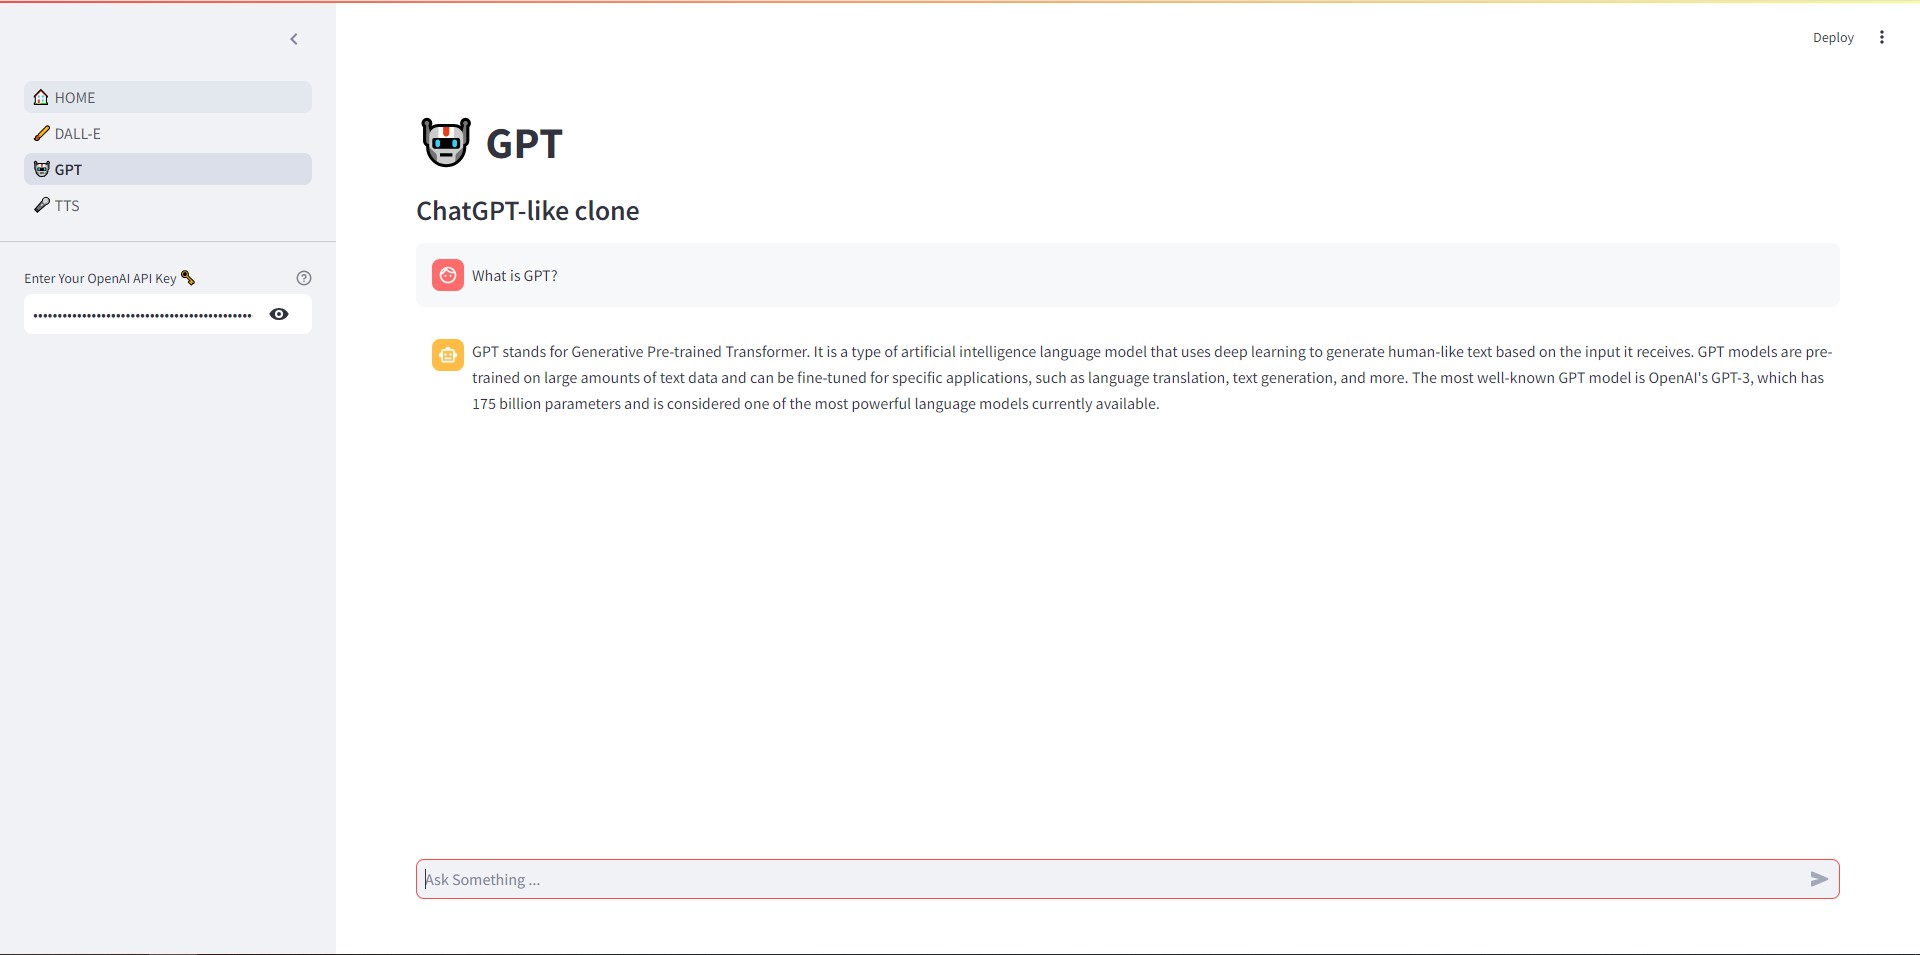 Deploy
HOME
DALL-E
GPT
TTS
Enter Your OpenAI API Key
GPT
ChatGPT-like clone
What is GPT?
GPT stands for Generative Pre-trained Transformer. It is a type of artificial intelligence language model that uses deep learning to generate human-like text based on the input it receives. GPT models are pre-
trained on large amounts of text data and can be fine-tuned for specific applications, such as language translation, text generation, and more. The most well-known GPT model is OpenAI's GPT-3, which has
175 billion parameters and is considered one of the most powerful language models currently available.
Ask Something ...